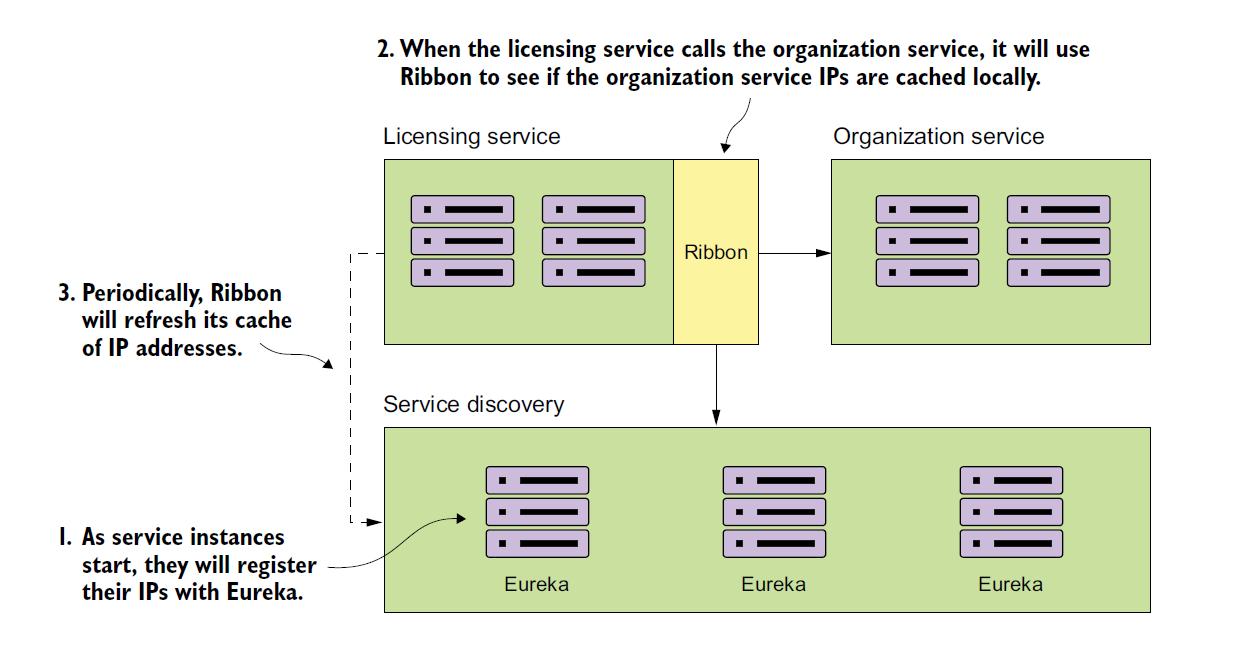 2. When the licensing service calls the organization service, it will use
Ribbon to see if the organization service IPs are cached locally.
Licensing service
Organization service
Ribbon
3. Periodically, Ribbon
will refresh its cache
of IP addresses.
Service discovery
1. As service instances
start, they will register
their IPs with Eureka.
Eureka
Eureka
Eureka